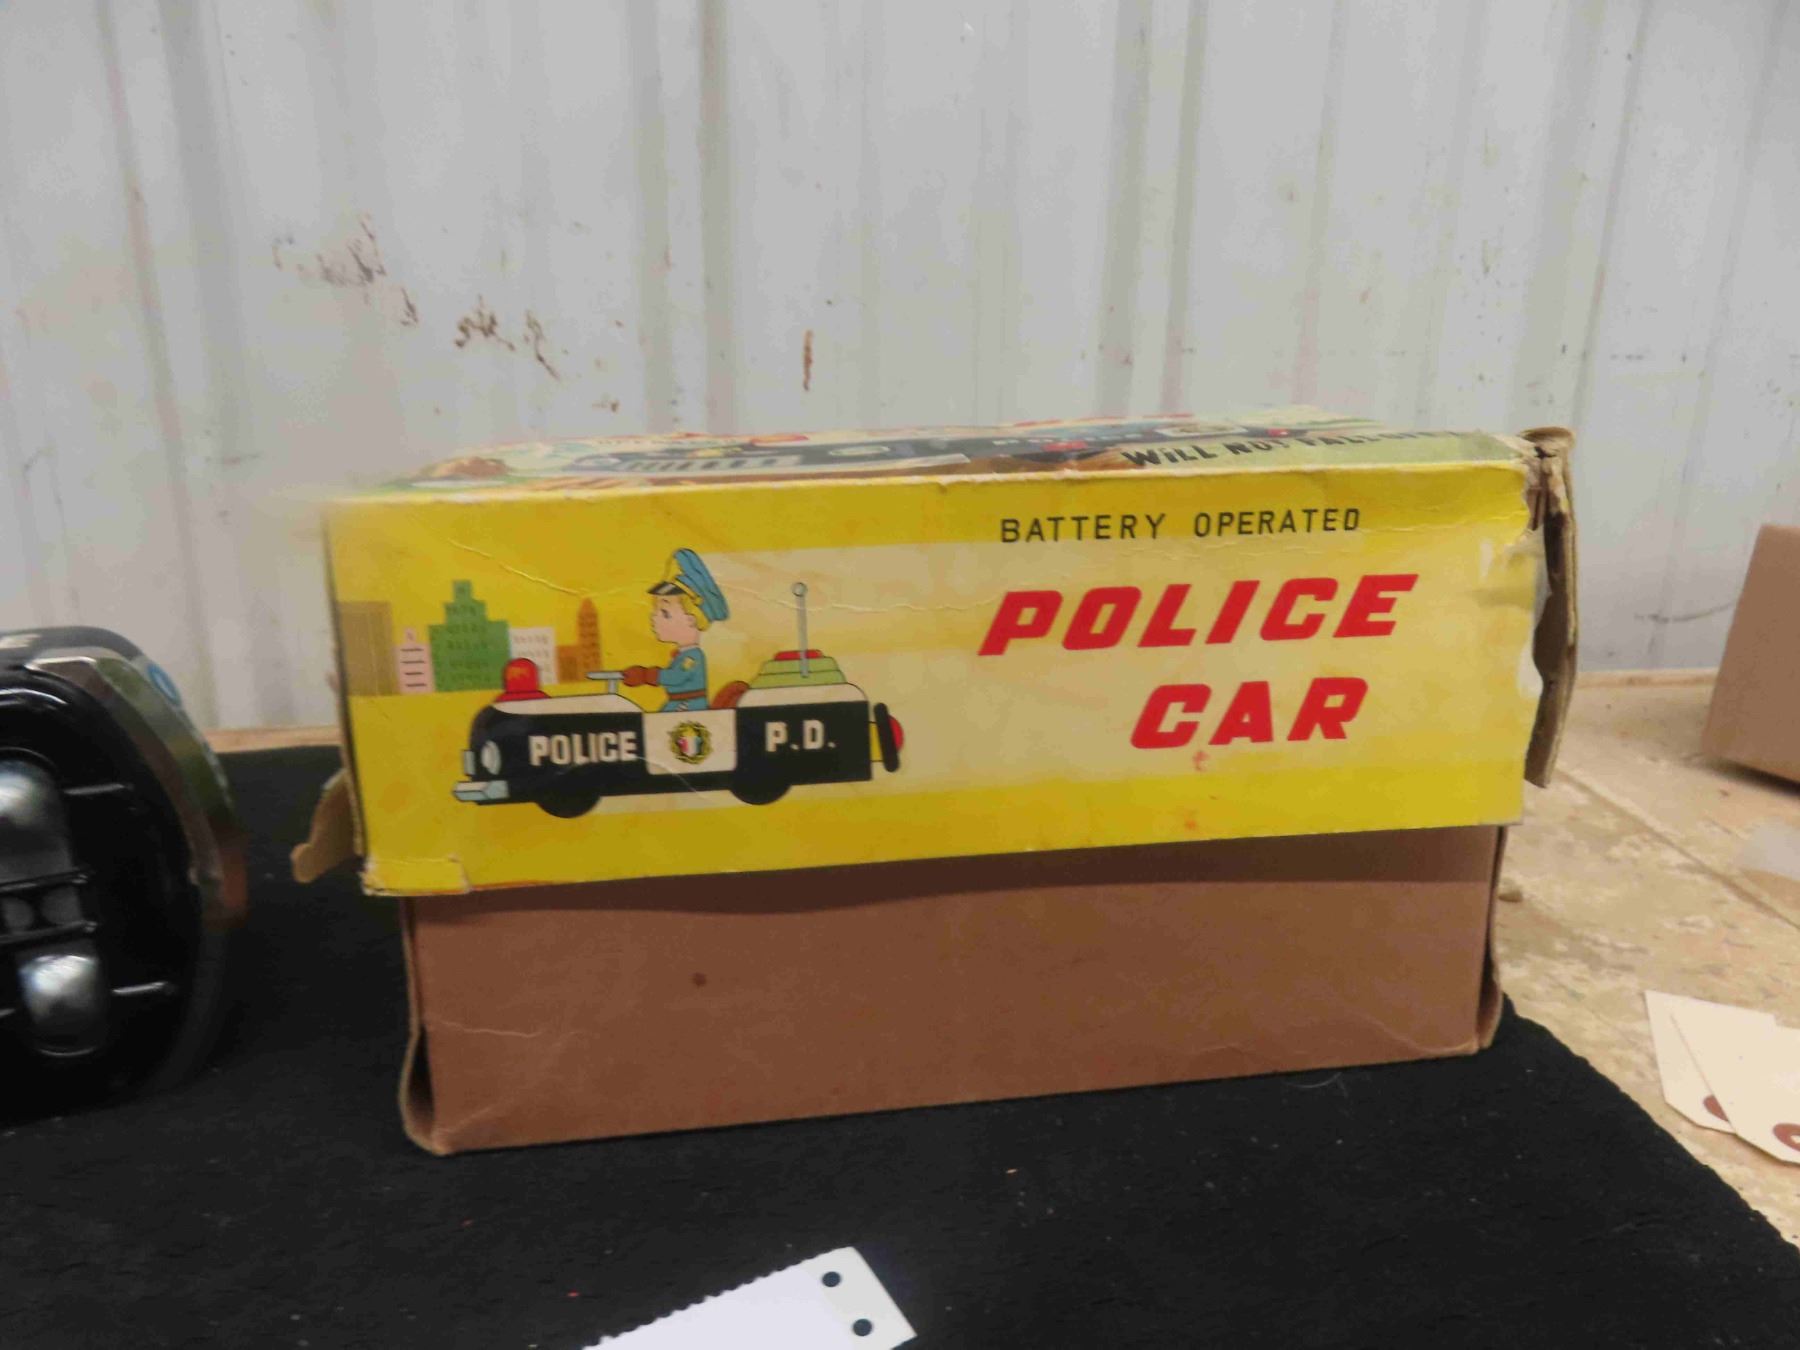 WILL NOT FALL
BATTERY OPERATED
POLICE
CAR
POLICE P.D.